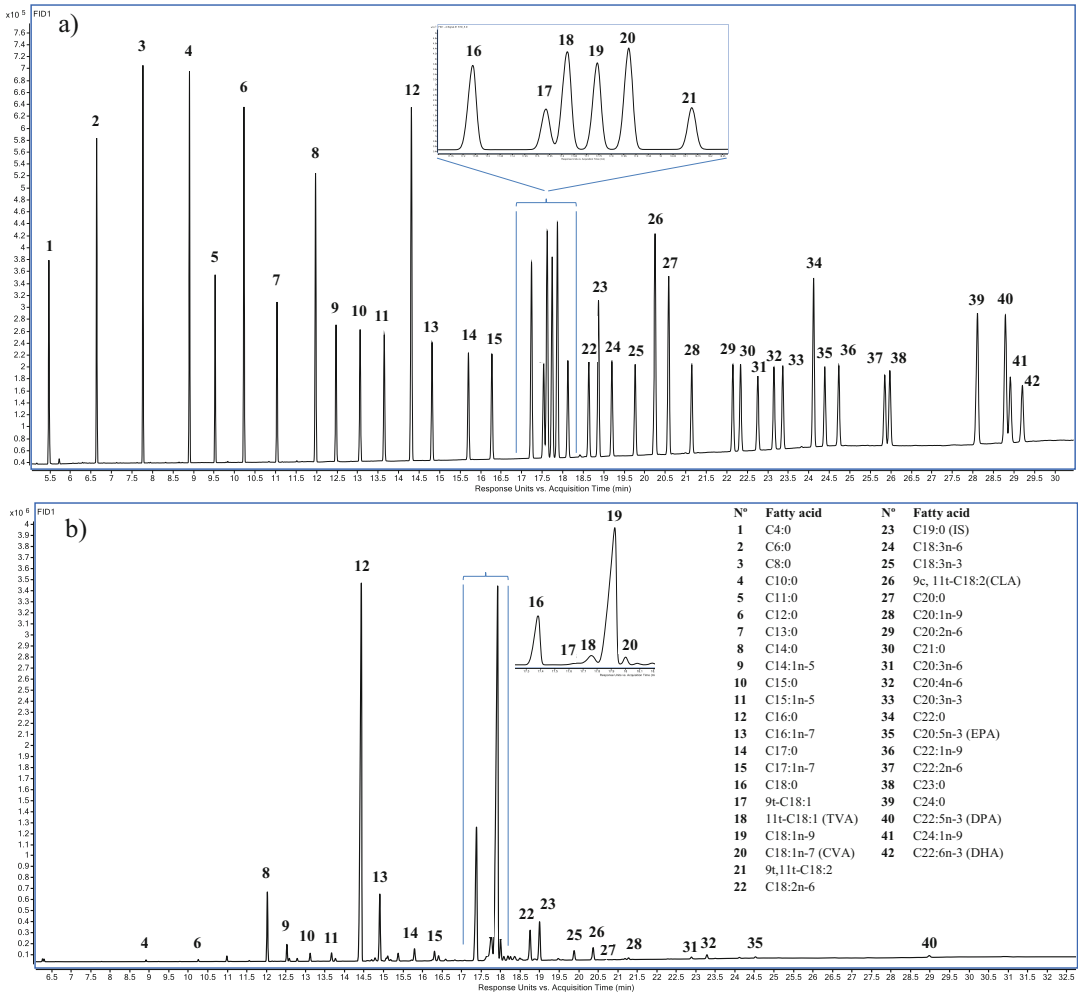 x10 5
FID1
a)
7.6
7.4
7.2
7
6.8
6.6
6.4
6.2
6
5.8
5.6
5.4
5.2
5
4.8
4.6
4.4
4.2
4
3.8
3.6
3.4
3.2
3
2.8
2.6
2.4
2.2
2
1.8
1.6
1.4
1.2
1
0.8
0.6
0.4
1 2 3 4 5 6 7 8 9 10 11 12 13 14 15
16 17 18 19 20 21
22 23 24 25 26 27 28 29 30 31 32 33 34 35 36 37 38 39 40 41 42
5.5 6 6.5 7 7.5 8 8.5 9 9.5 10 10.5 11 11.5 12 12.5 13 13.5 14 14.5 15 15.5 16 16.5 17 17.5 18 18.5 19 19.5 20 20.5 21 21.5 22 22.5 23 23.5 24 24.5 25 25.5 26 26.5 27 27.5 28 28.5 29 29.5 30
Response Units vs. Acquisition Time (min)
x10 6
FID1
b)
4
3.9
3.8
3.7
3.6
3.5
3.4
3.3
3.2
3.1
3
2.9
2.8
2.7
2.6
2.5
2.4
2.3
2.2
2.1
2
1.9
1.8
1.7
1.6
1.5
1.4
1.3
1.2
1.1
1
0.9
0.8
0.7
0.6
0.5
0.4
0.3
0.2
0.1
4 6 8 9 10 11 12 13 14 15
16 17 18 19 20
22 23 25 26 27 28 31 32 35 40
6.5 7 7.5 8 8.5 9 9.5 10 10.5 11 11.5 12 12.5 13 13.5 14 14.5 15 15.5 16 16.5 17 17.5 18 18.5 19 19.5 20 20.5 21 21.5 22 22.5 23 23.5 24 24.5 25 25.5 26 26.5 27 27.5 28 28.5 29 29.5 30 30.5 31 31.5 32 32.5
Response Units vs. Acquisition Time (min)
Nº Fatty acid
1 C4:0
2 C6:0
3 C8:0
4 C10:0
5 C11:0
6 C12:0
7 C13:0
8 C14:0
9 C14:1n-5
10 C15:0
11 C15:1n-5
12 C16:0
13 C16:1n-7
14 C17:0
15 C17:1n-7
16 C18:0
17 9t-C18:1
18 11t-C18:1 (TVA)
19 C18:1n-9
20 C18:1n-7 (CVA)
21 9t,11t-C18:2
22 C18:2n-6
Nº Fatty acid
23 C19:0 (IS)
24 C18:3n-6
25 C18:3n-3
26 9c, 11t-C18:2(CLA)
27 C20:0
28 C20:1n-9
29 C20:2n-6
30 C21:0
31 C20:3n-6
32 C20:4n-6
33 C20:3n-3
34 C22:0
35 C20:5n-3 (EPA)
36 C22:1n-9
37 C22:2n-6
38 C23:0
39 C24:0
40 C22:5n-3 (DPA)
41 C24:1n-9
42 C22:6n-3 (DHA)